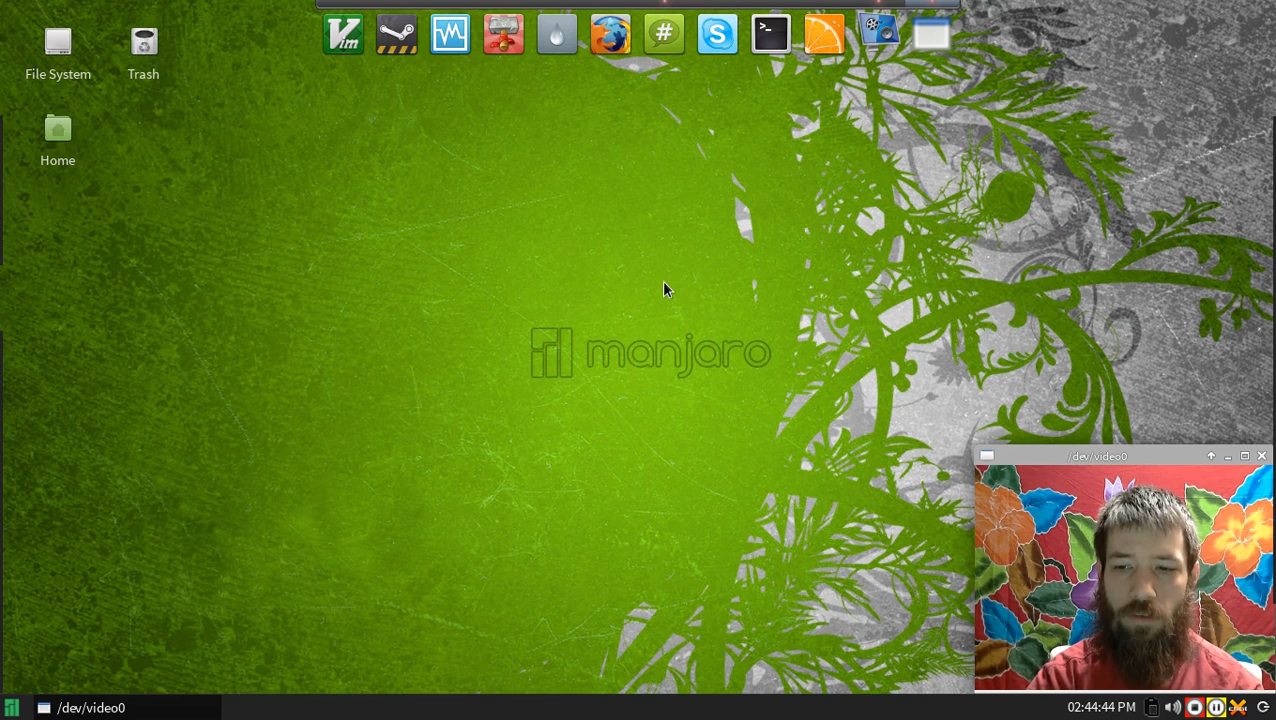 Vim
#
S
>_
File System
Trash
Home
manjaro
/dev/video0
/dev/video0
02:44:44 PM